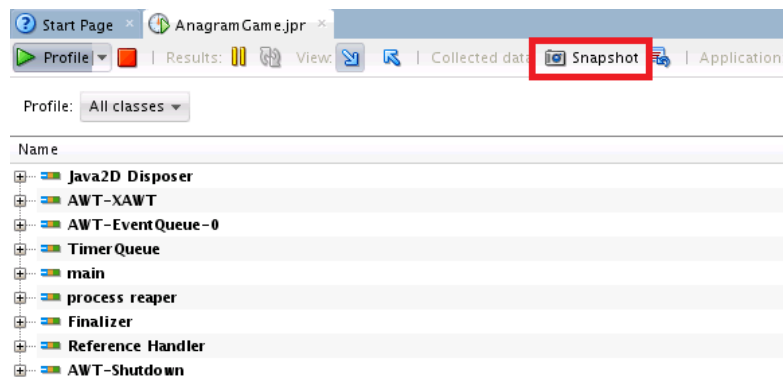 Start Page AnagramGame.jpr
Profile Results: View: Collected data Snapshot Application
Profile: All classes
Name
Java2D Disposer
AWT-XAWT
AWT-EventQueue-0
TimerQueue
main
process reaper
Finalizer
Reference Handler
AWT-Shutdown